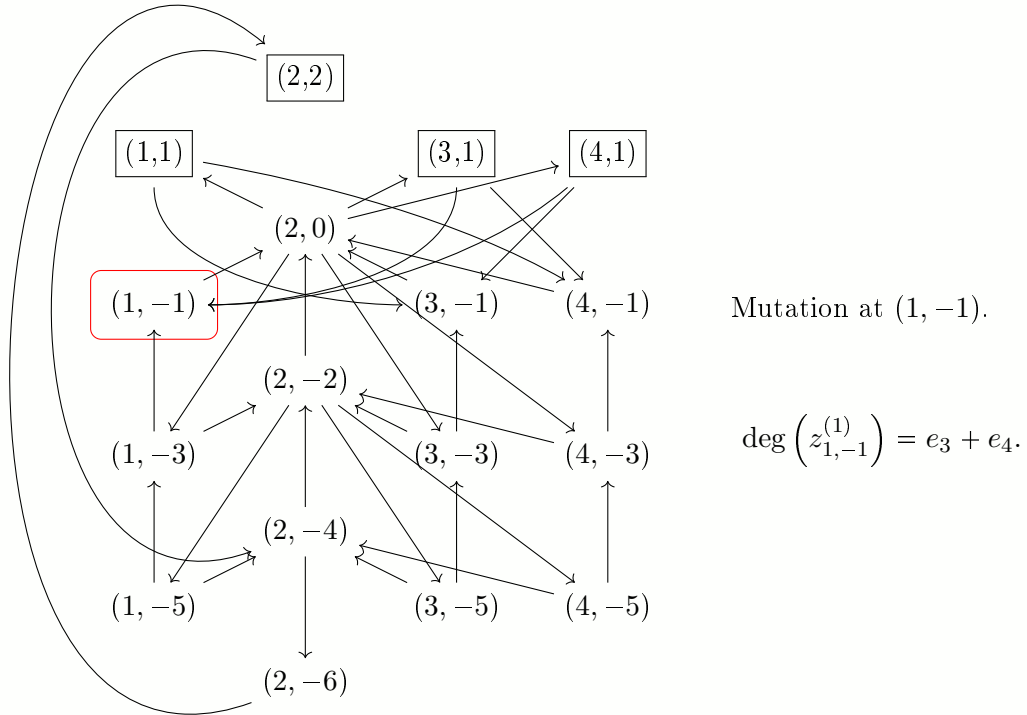 (2,2)
(1,1) (3,1) (4,1)
(2, 0)
(1, −1) (3, −1) (4, −1) Mutation at (1, −1).
(2, −2)
(1, −3) (3, −3) (4, −3) deg (z_{1,−1}^{(1)}) = e_3 + e_4.
(2, −4)
(1, −5) (3, −5) (4, −5)
(2, −6)